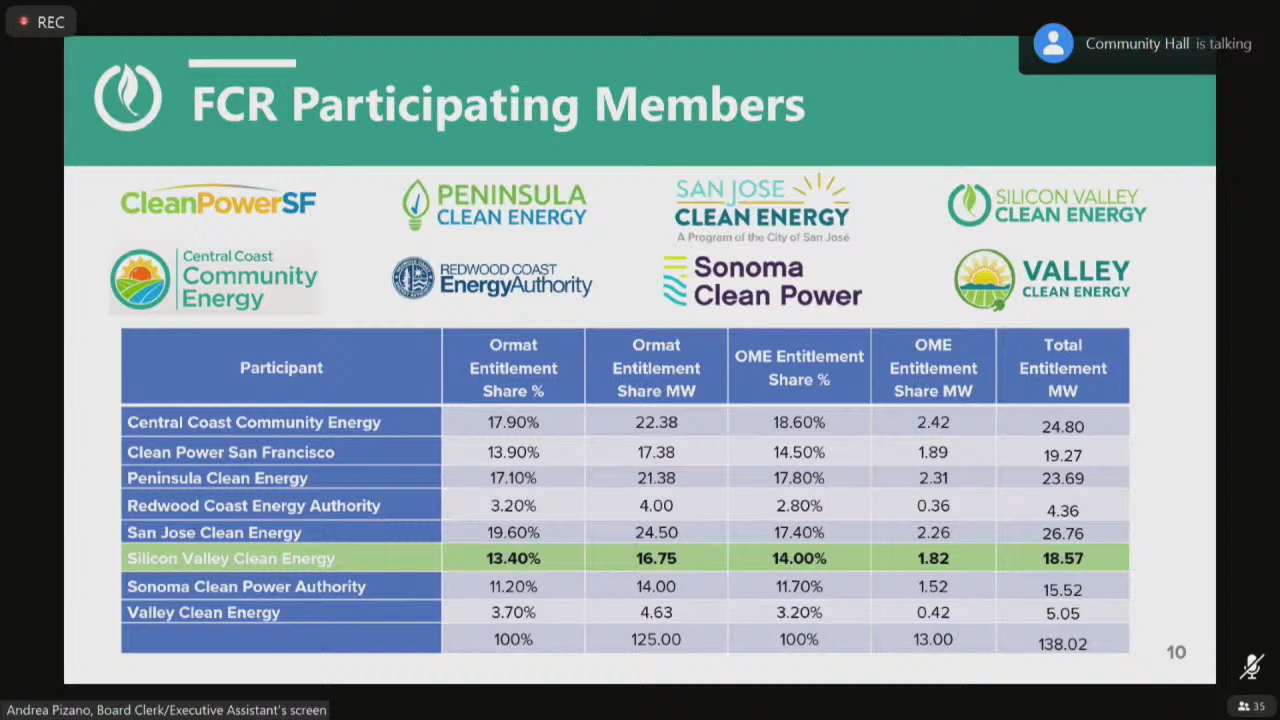 REC
Community Hall is talking
FCR Participating Members
CleanPowerSF
PENINSULA
CLEAN ENERGY
SAN JOSE
CLEAN ENERGY
A Program of the City of San José
SILICON VALLEY
CLEAN ENERGY
Central Coast
Community
Energy
REDWOOD COAST
EnergyAuthority
Sonoma
Clean Power
VALLEY
CLEAN ENERGY
Participant
Ormat
Entitlement
Share %
Ormat
Entitlement
Share MW
OME Entitlement
Share %
OME
Entitlement
Share MW
Total
Entitlement
MW
Central Coast Community Energy 17.90% 22.38 18.60% 2.42 24.80
Clean Power San Francisco 13.90% 17.38 14.50% 1.89 19.27
Peninsula Clean Energy 17.10% 21.38 17.80% 2.31 23.69
Redwood Coast Energy Authority 3.20% 4.00 2.80% 0.36 4.36
San Jose Clean Energy 19.60% 24.50 17.40% 2.26 26.76
Silicon Valley Clean Energy 13.40% 16.75 14.00% 1.82 18.57
Sonoma Clean Power Authority 11.20% 14.00 11.70% 1.52 15.52
Valley Clean Energy 3.70% 4.63 3.20% 0.42 5.05
100% 125.00 100% 13.00 138.02
10
Andrea Pizano, Board Clerk/Executive Assistant's screen
35